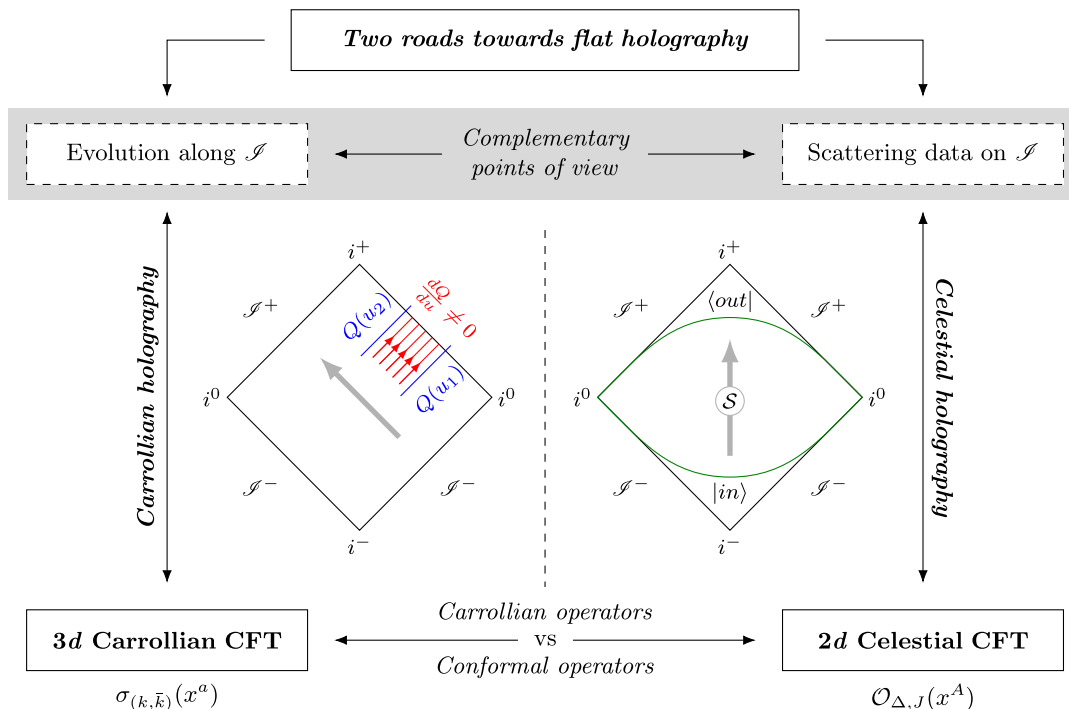 Two roads towards flat holography
Evolution along ℐ
Complementary
points of view
Scattering data on ℐ
Carrollian holography
i⁺
ℐ⁺
Q(u₂)
dQ/du ≠ 0
Q(u₁)
i⁰
i⁰
ℐ⁻
ℐ⁻
i⁻
i⁺
⟨out|
ℐ⁺
ℐ⁺
i⁰
𝒮
i⁰
ℐ⁻
|in⟩
ℐ⁻
i⁻
Celestial holography
3d Carrollian CFT
Carrollian operators
vs
Conformal operators
2d Celestial CFT
σ₍ₖ,ₖ̄₎(xᵃ)
𝒪_{Δ,J}(x^A)